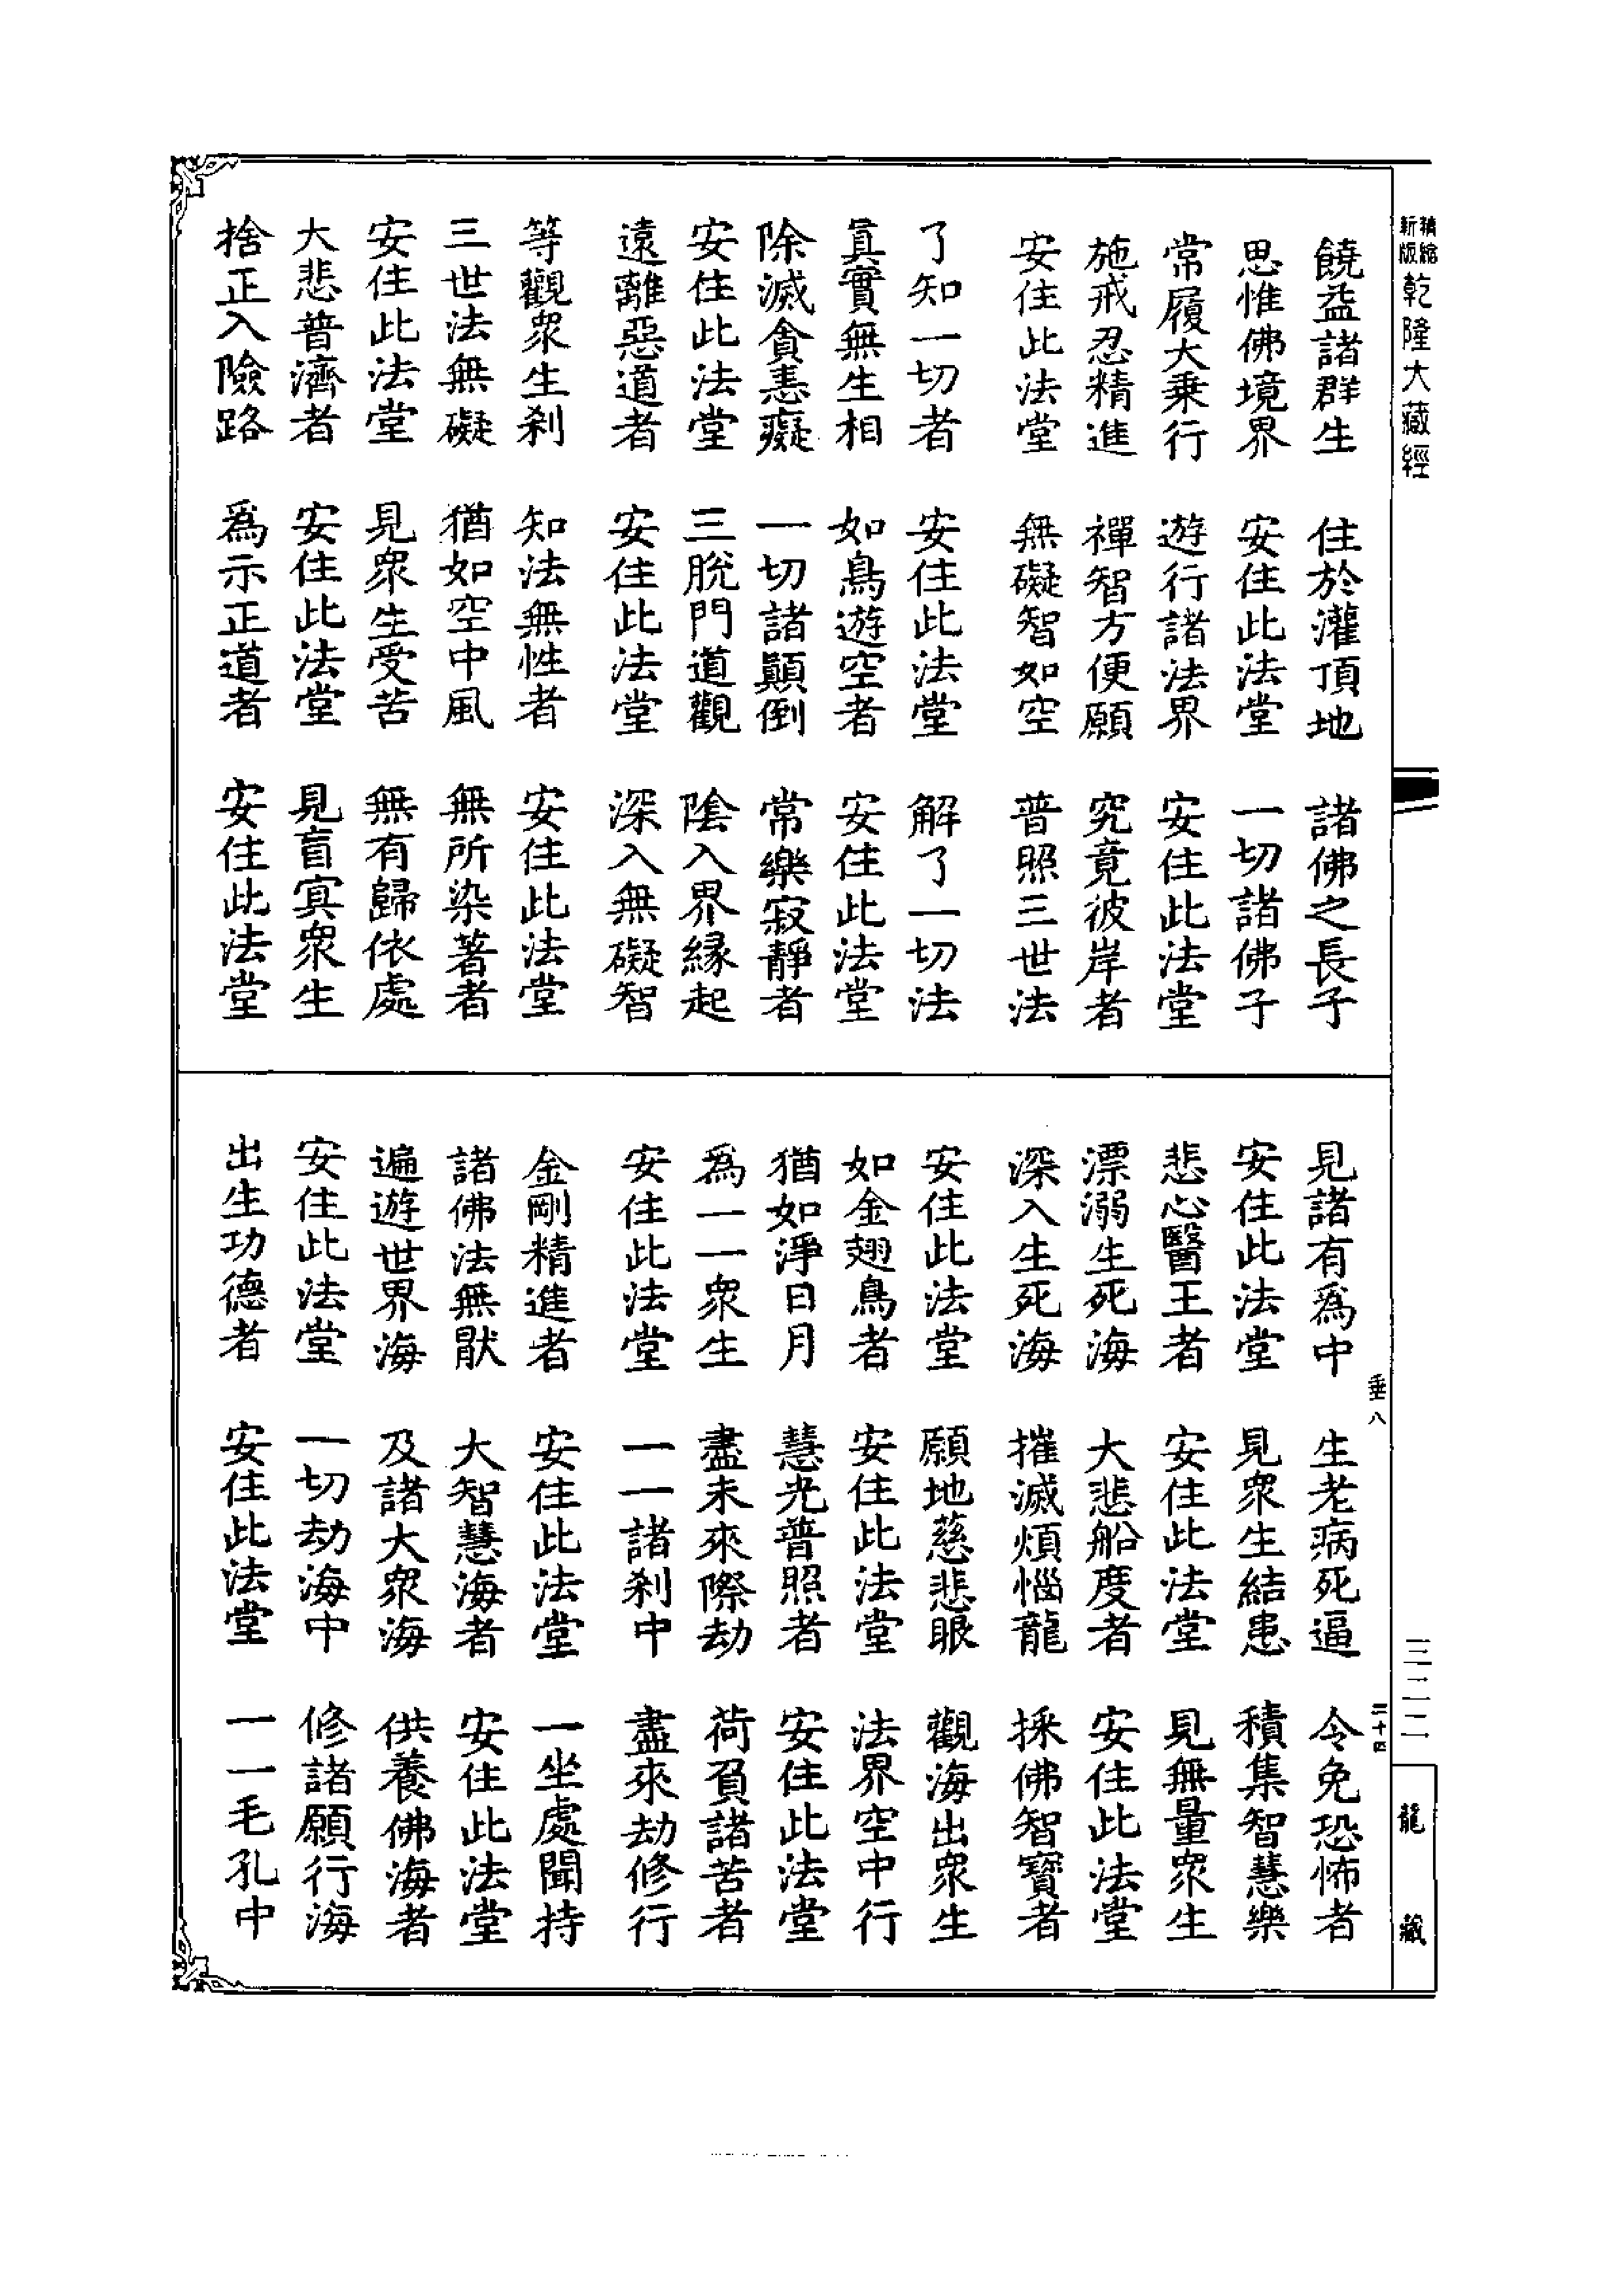 精縮新版乾隆大藏經
饒益諸群生　住於灌頂地　諸佛之長子
思惟佛境界　安住此法堂　一切諸佛子
常履大乗行　遊行諸法界　安住此法堂
施戒忍精進　禪智方便願　究竟彼岸者
安住此法堂　無礙智如空　普照三世法
了知一切者　安住此法堂　解了一切法
真實無生相　如鳥遊空者　安住此法堂
除滅貪恚癡　一切諸顛倒　常樂寂靜者
安住此法堂　三脫門道觀　陰入界緣起
遠離惡道者　安住此法堂　深入無礙智
等觀衆生剎　知法無性者　安住此法堂
三世法無礙　猶如空中風　無所染著者
安住此法堂　見衆生受苦　無有歸依處
大悲普濟者　安住此法堂　見盲冥衆生
捨正入險路　為示正道者　安住此法堂
見諸有為中　生老病死逼　令免恐怖者
安住此法堂　見衆生結患　積集智慧樂
悲心醫王者　安住此法堂　見無量衆生
漂溺生死海　大悲船度者　安住此法堂
深入生死海　摧滅煩惱龍　採佛智寶者
安住此法堂　願地慈悲眼　觀海出衆生
如金翅鳥者　安住此法堂　法界空中行
猶如淨日月　慧光普照者　安住此法堂
為一一衆生　盡未來際劫　荷負諸苦者
安住此法堂　一一諸剎中　盡來劫修行
金剛精進者　安住此法堂　一坐處聞持
諸佛法無猒　大智慧海者　安住此法堂
遍遊世界海　及諸大衆海　供養佛海者
安住此法堂　一切劫海中　修諸願行海
出生功德者　安住此法堂　一一毛孔中
垂八
二十四
三二二
龍藏